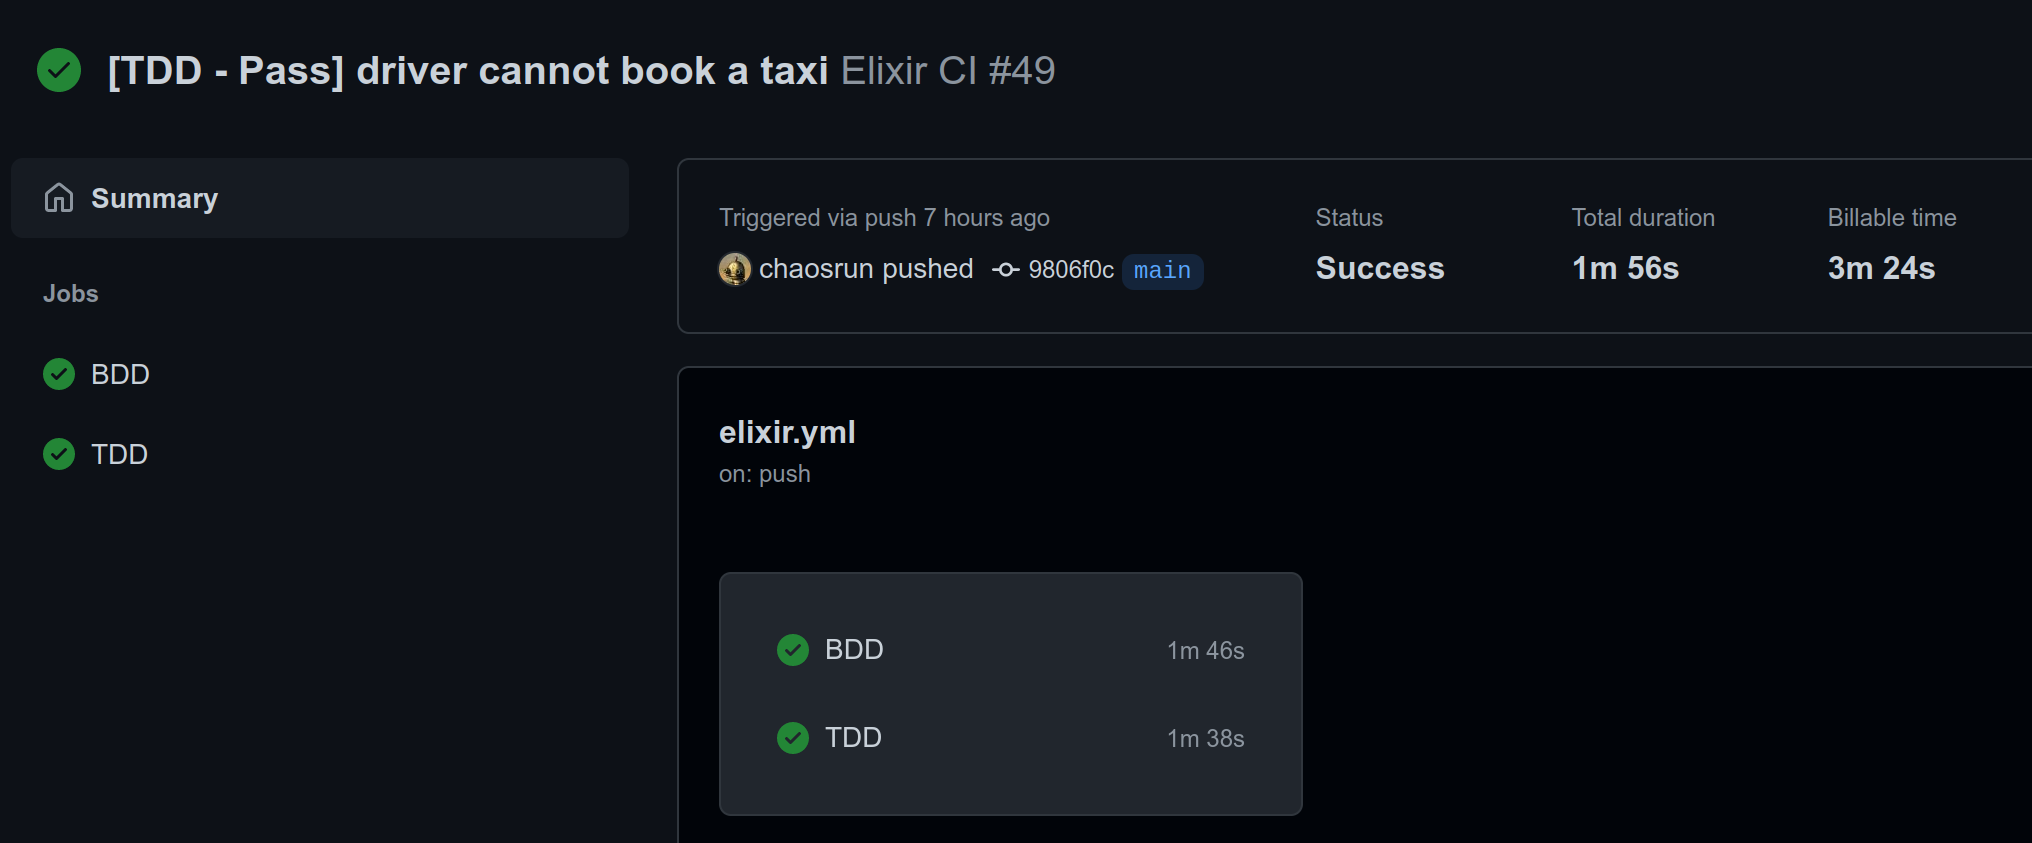 [TDD - Pass] driver cannot book a taxi Elixir CI #49
Summary
Jobs
BDD
TDD
Triggered via push 7 hours ago
chaosrun pushed 9806f0c main
Status
Success
Total duration
1m 56s
Billable time
3m 24s
elixir.yml
on: push
BDD 1m 46s
TDD 1m 38s